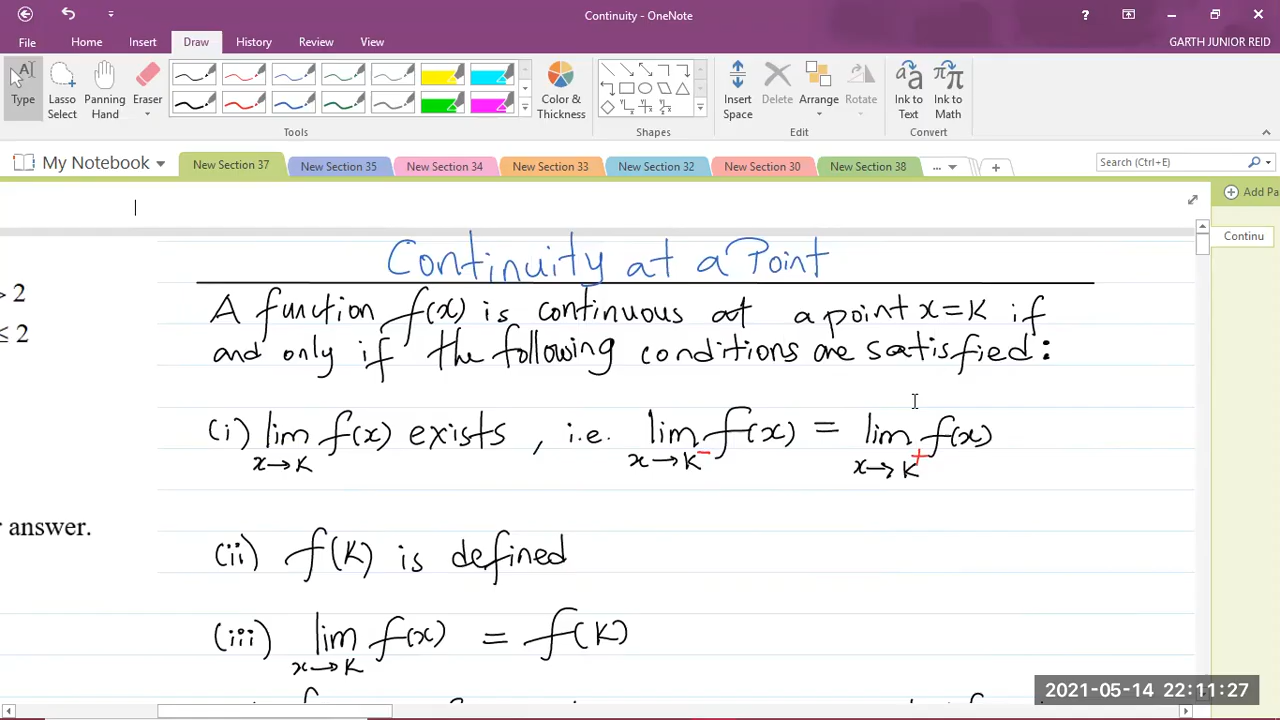 Continuity - OneNote
GARTH JUNIOR REID
File Home Insert Draw History Review View
Type
Lasso Select
Panning Hand
Eraser
Color & Thickness
Insert Space
Delete
Arrange
Rotate
Ink to Text
Ink to Math
Tools Shapes Edit Convert
My Notebook New Section 37 New Section 35 New Section 34 New Section 33 New Section 32 New Section 30 New Section 38 ... Search (Ctrl+E)
Add Pa
Continu
Continuity at a Point
> 2
≤ 2
A function f(x) is continuous at a point x=K if
and only if the following conditions are satisfied:
(i) lim x→K f(x) exists, i.e. lim x→K⁻ f(x) = lim x→K⁺ f(x)
r answer.
(ii) f(K) is defined
(iii) lim x→K f(x) = f(K)
2021-05-14 22:11:27